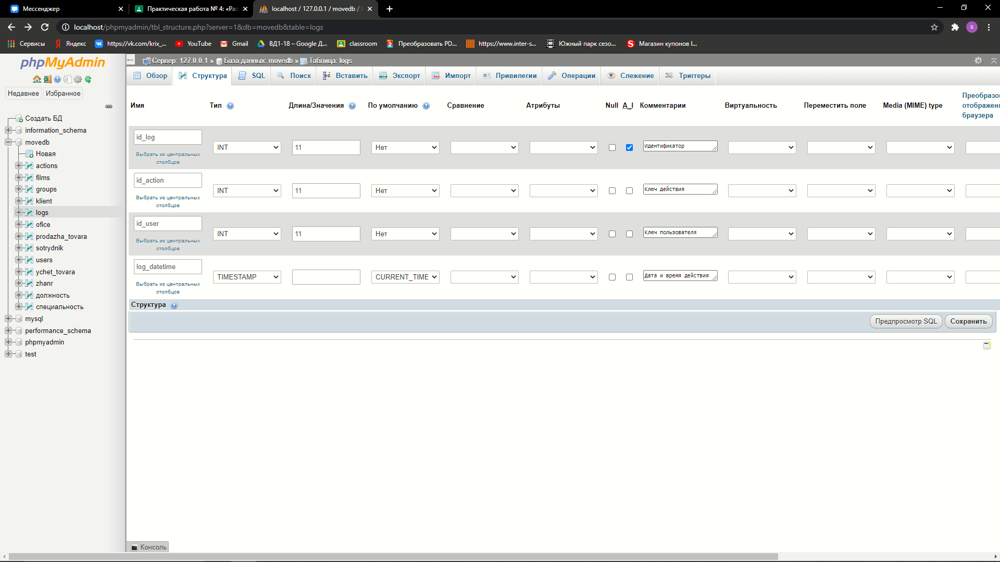 Мессенджер
Практическая работа № 4: «Раз
localhost / 127.0.0.1 / movedb /
localhost/phpmyadmin/tbl_structure.php?server=1&db=movedb&table=logs
s
Сервисы
Яндекс
https://vk.com/krix_...
YouTube
Gmail
ВД1-18 – Google Д...
classroom
Преобразовать PD...
https://www.inter-s...
Южный парк сезо...
Магазин купонов I...
phpMyAdmin
Недавнее
Избранное
Создать БД
information_schema
movedb
Новая
actions
films
groups
klient
logs
ofice
prodazha_tovara
sotrydnik
users
ychet_tovara
zhanr
должность
специальность
mysql
performance_schema
phpmyadmin
test
Сервер: 127.0.0.1 » База данных: movedb » Таблица: logs
Обзор
Структура
SQL
Поиск
Вставить
Экспорт
Импорт
Привилегии
Операции
Слежение
Триггеры
Имя
Тип
Длина/Значения
По умолчанию
Сравнение
Атрибуты
Null
A_I
Комментарии
Виртуальность
Переместить поле
Media (MIME) type
Преобразо
отображени
браузера
id_log
Выбрать из центральных
столбцов
INT
11
Нет
Идентификатор
id_action
Выбрать из центральных
столбцов
INT
11
Нет
Ключ действия
id_user
Выбрать из центральных
столбцов
INT
11
Нет
Ключ пользователя
log_datetime
Выбрать из центральных
столбцов
TIMESTAMP
CURRENT_TIME
Дата и время действия
Структура
Предпросмотр SQL
Сохранить
Консоль